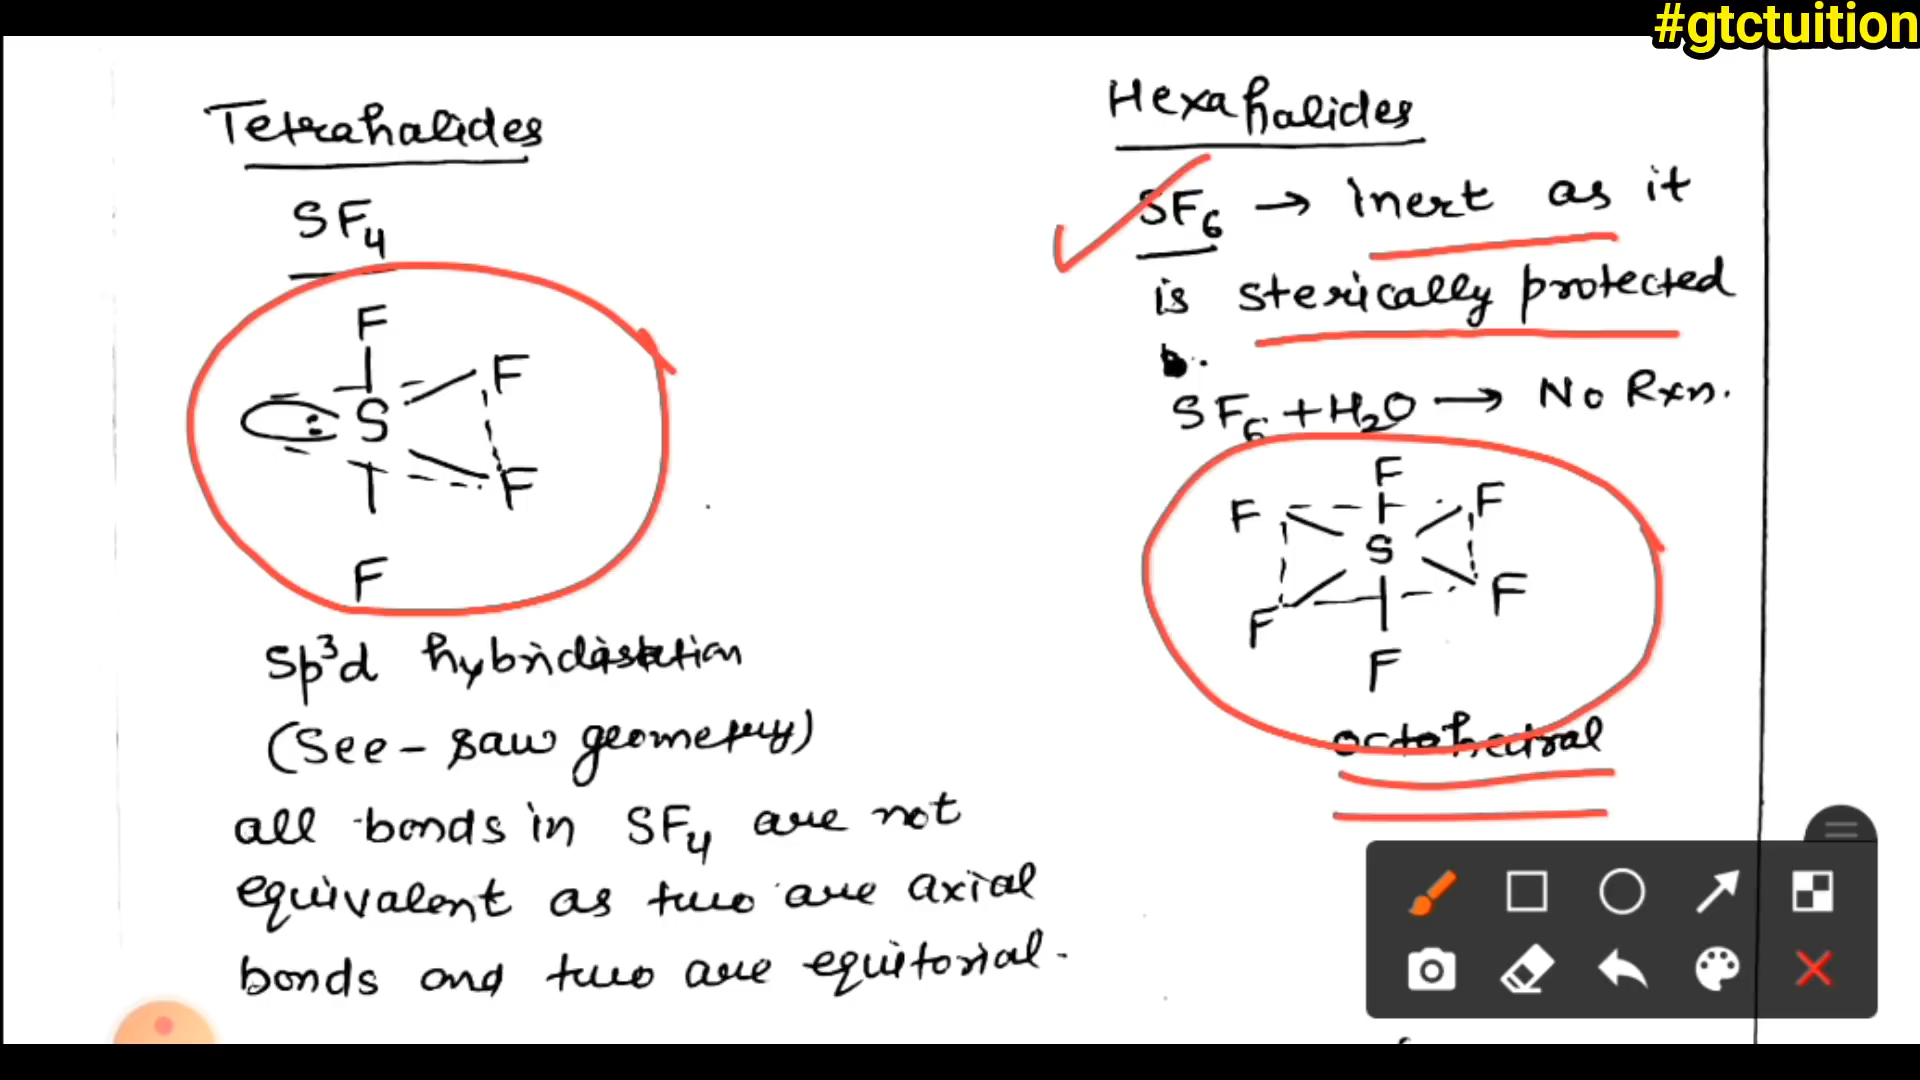 #gtctuition
Tetrahalides
SF4
F
F
S
F
F
Sp³d hybridisation
(See-saw geometry)
all bonds in SF4 are not
equivalent as two are axial
bonds and two are equitorial.
Hexahalides
SF6 → Inert as it
is sterically protected
SF6 + H2O → No Rxn.
F
F F
S
F F
F
octohedral